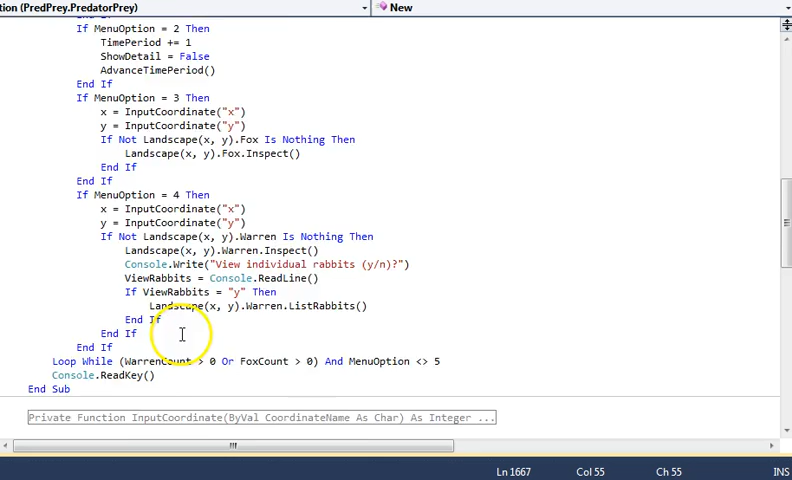 ction (PredPrey.PredatorPrey)
New
End If
If MenuOption = 2 Then
TimePeriod += 1
ShowDetail = False
AdvanceTimePeriod()
End If
If MenuOption = 3 Then
x = InputCoordinate("x")
y = InputCoordinate("y")
If Not Landscape(x, y).Fox Is Nothing Then
Landscape(x, y).Fox.Inspect()
End If
End If
If MenuOption = 4 Then
x = InputCoordinate("x")
y = InputCoordinate("y")
If Not Landscape(x, y).Warren Is Nothing Then
Landscape(x, y).Warren.Inspect()
Console.Write("View individual rabbits (y/n)?")
ViewRabbits = Console.ReadLine()
If ViewRabbits = "y" Then
Landscape(x, y).Warren.ListRabbits()
End If
End If
End If
Loop While (WarrenCount > 0 Or FoxCount > 0) And MenuOption <> 5
Console.ReadKey()
End Sub
Private Function InputCoordinate(ByVal CoordinateName As Char) As Integer ...
Ln 1667 Col 55 Ch 55 INS